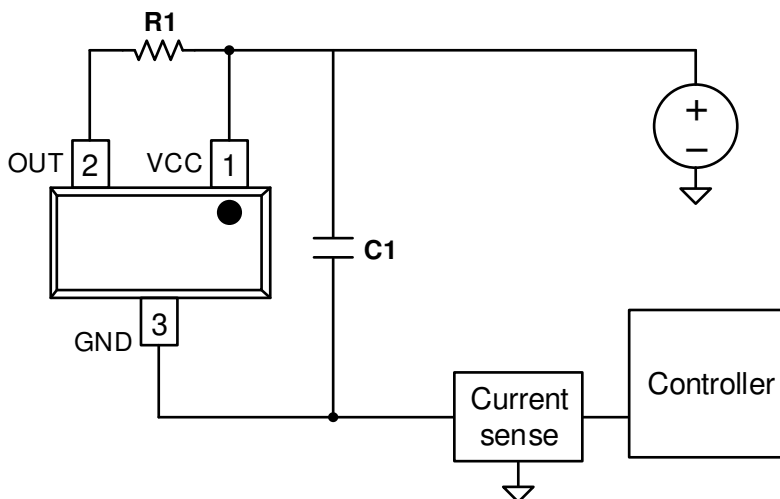 R1
OUT
2
VCC
1
+
–
C1
3
GND
Current
sense
Controller